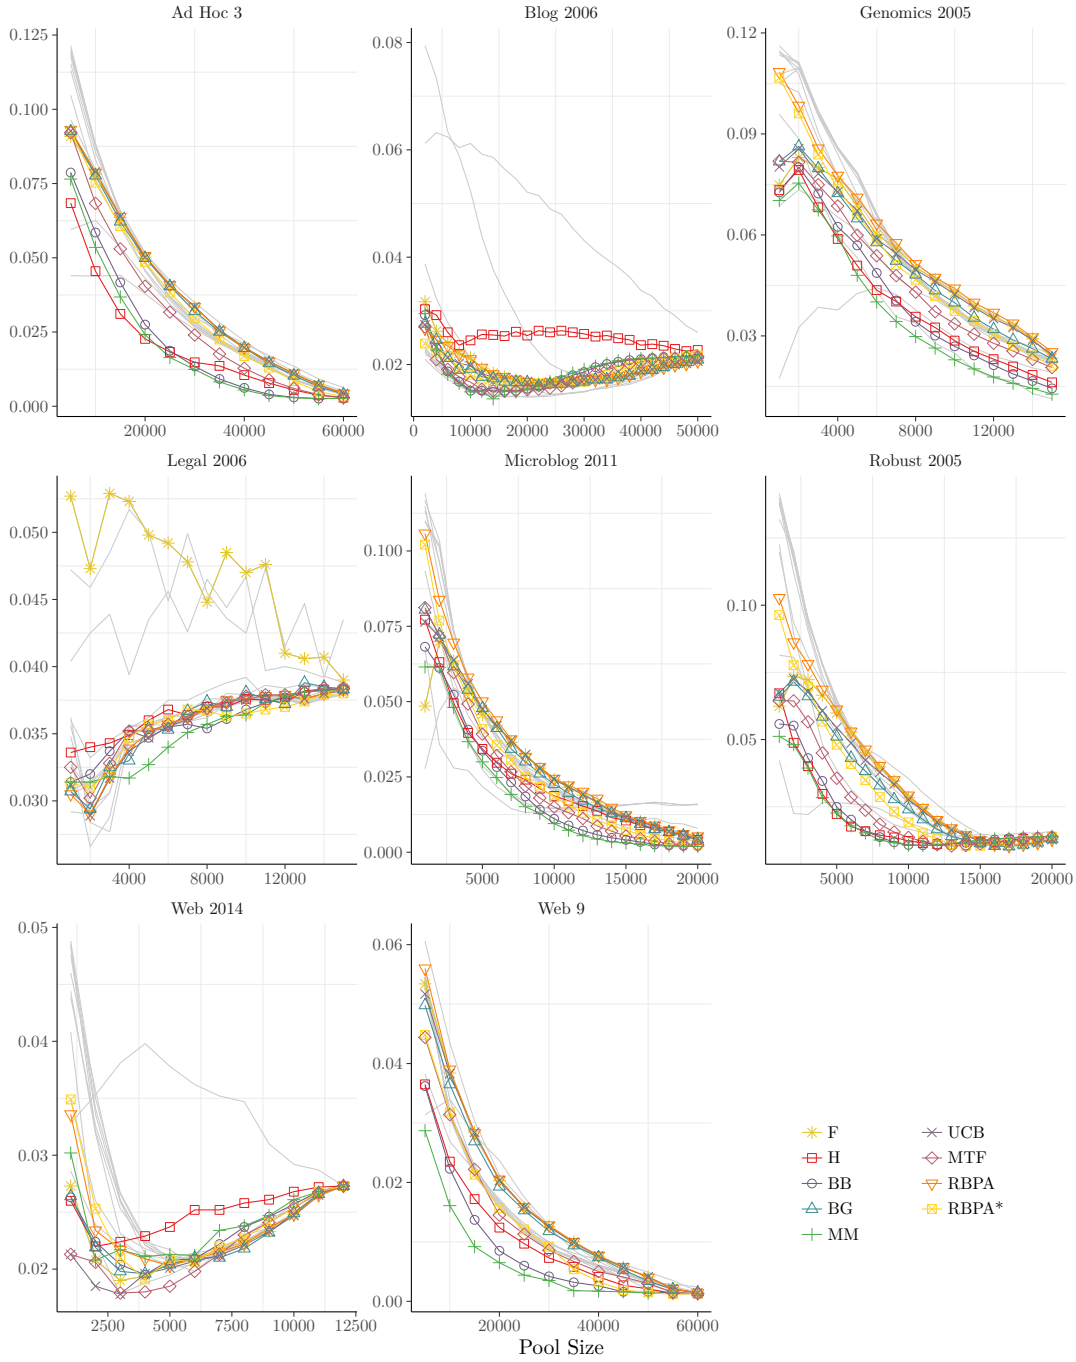 Ad Hoc 3
Blog 2006
Genomics 2005
0.125
0.100
0.075
0.050
0.025
0.000
20000 40000 60000
0.08
0.06
0.04
0.02
0 10000 20000 30000 40000 50000
0.12
0.09
0.06
0.03
4000 8000 12000
Legal 2006
Microblog 2011
Robust 2005
0.050
0.045
0.040
0.035
0.030
4000 8000 12000
0.100
0.075
0.050
0.025
0.000
5000 10000 15000 20000
0.10
0.05
5000 10000 15000 20000
Web 2014
Web 9
0.05
0.04
0.03
0.02
2500 5000 7500 10000 12500
0.06
0.04
0.02
0.00
20000 40000 60000
F
H
BB
BG
MM
UCB
MTF
RBPA
RBPA*
Pool Size